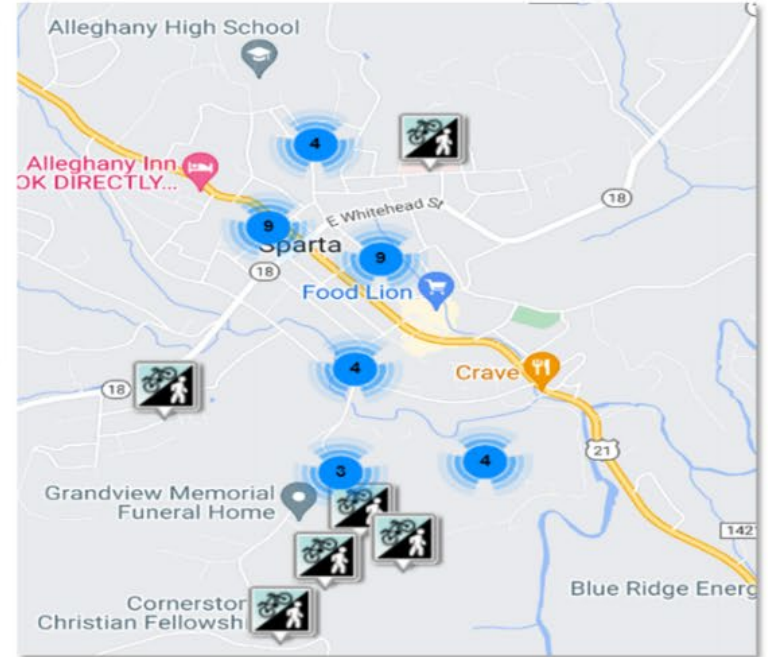 Alleghany High School
4
Alleghany Inn
OK DIRECTLY...
18
E Whitehead St
9
Sparta
9
18
Food Lion
4
Crave
18
21
4
3
Grandview Memorial
Funeral Home
142
Blue Ridge Energ
Cornerstor
Christian Fellowsh